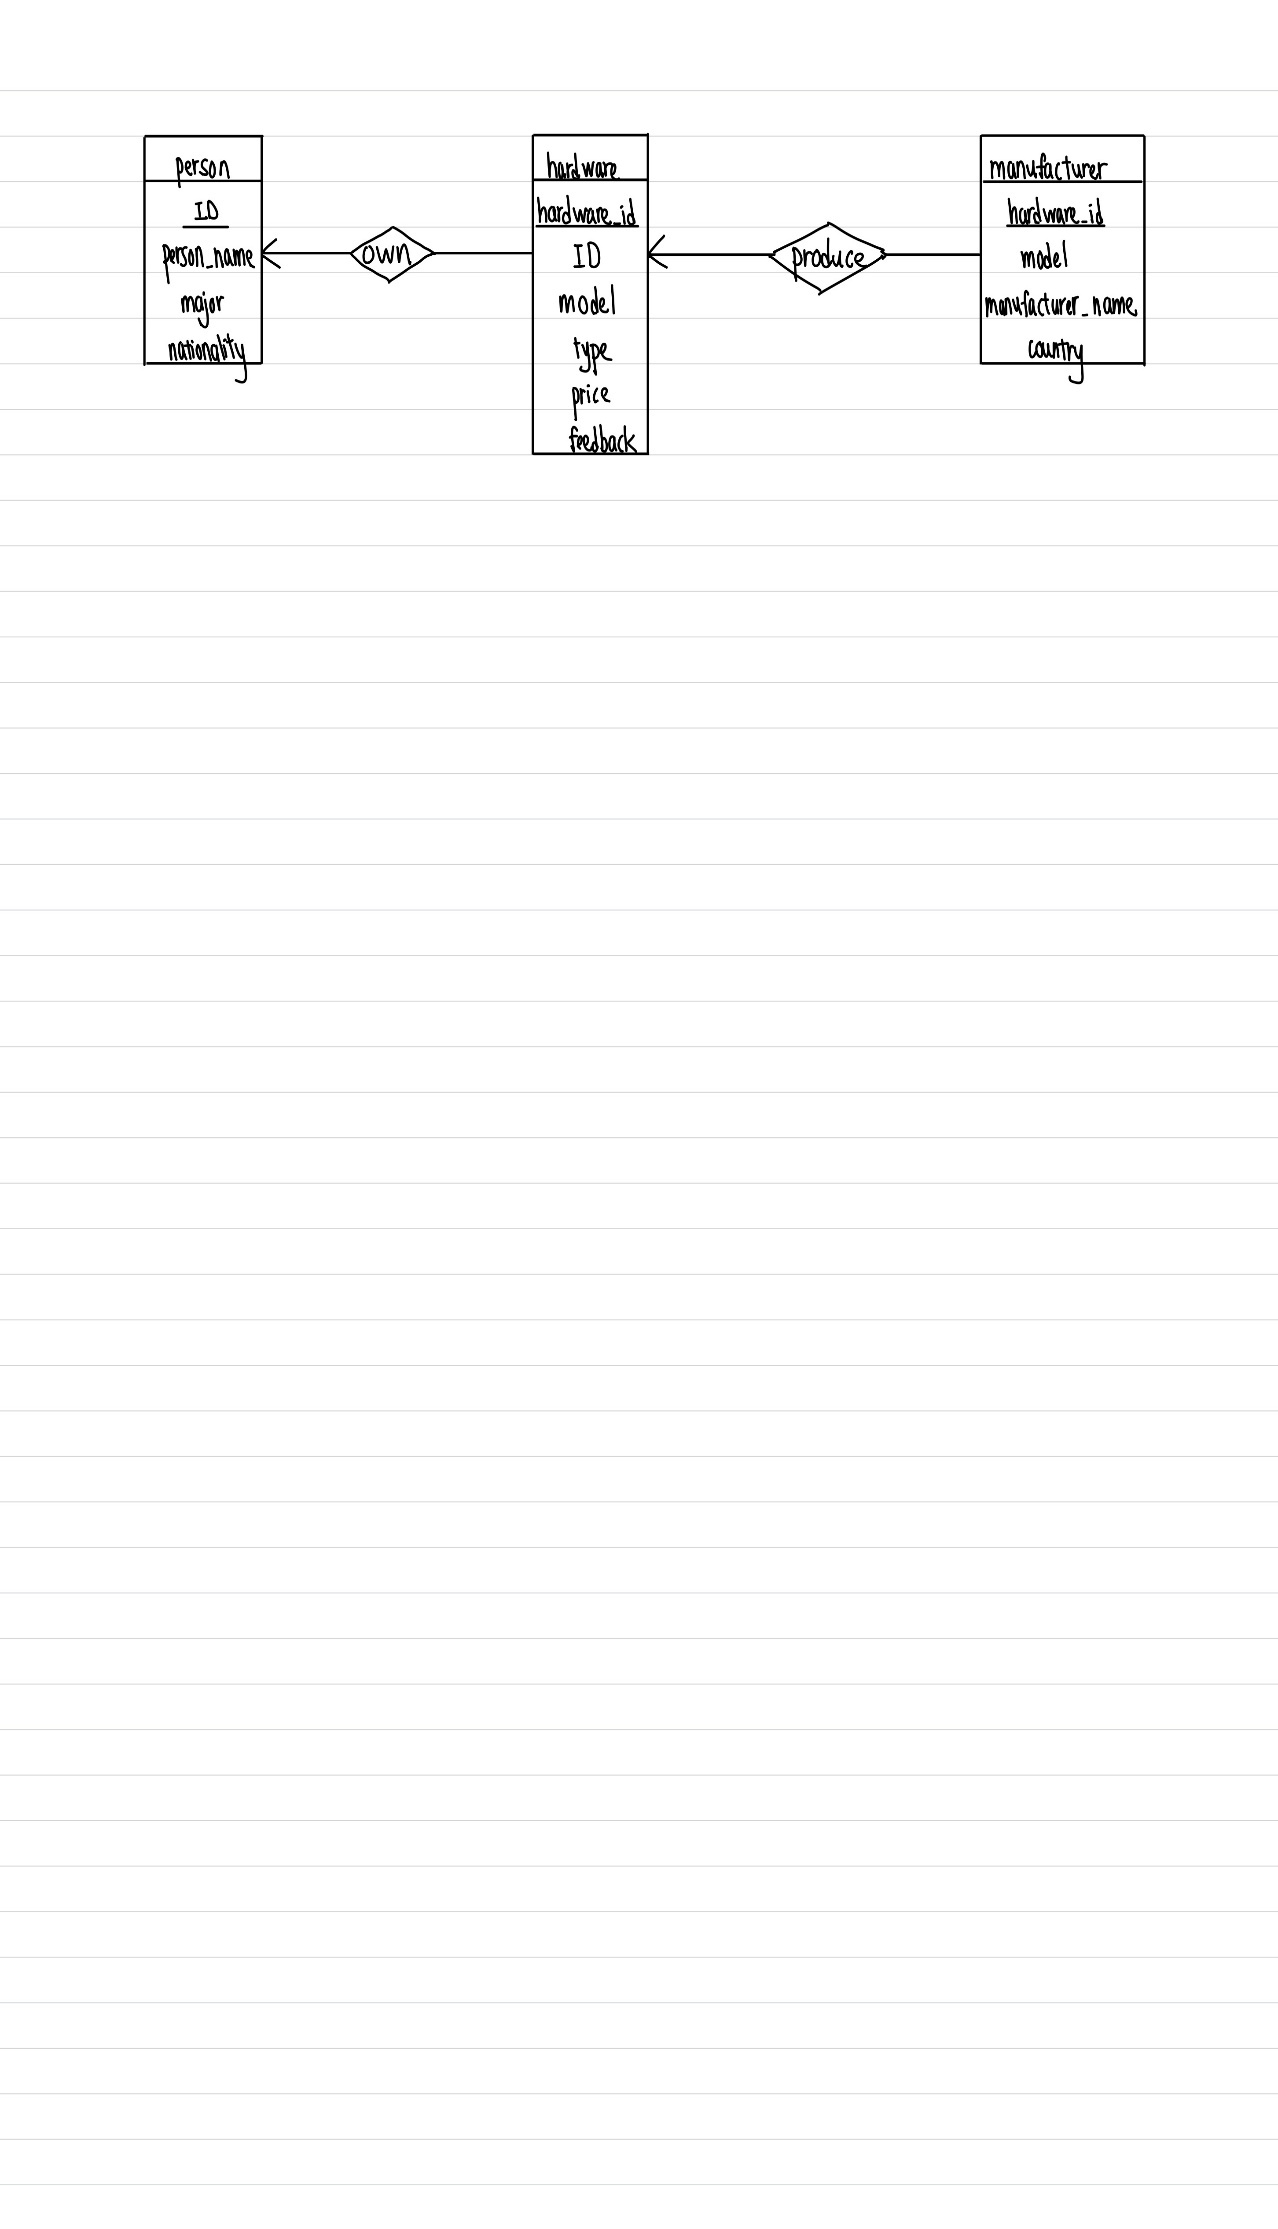 person
ID
person_name
major
nationality
own
hardware
hardware_id
ID
model
type
price
feedback
produce
manufacturer
hardware_id
model
manufacturer_name
country